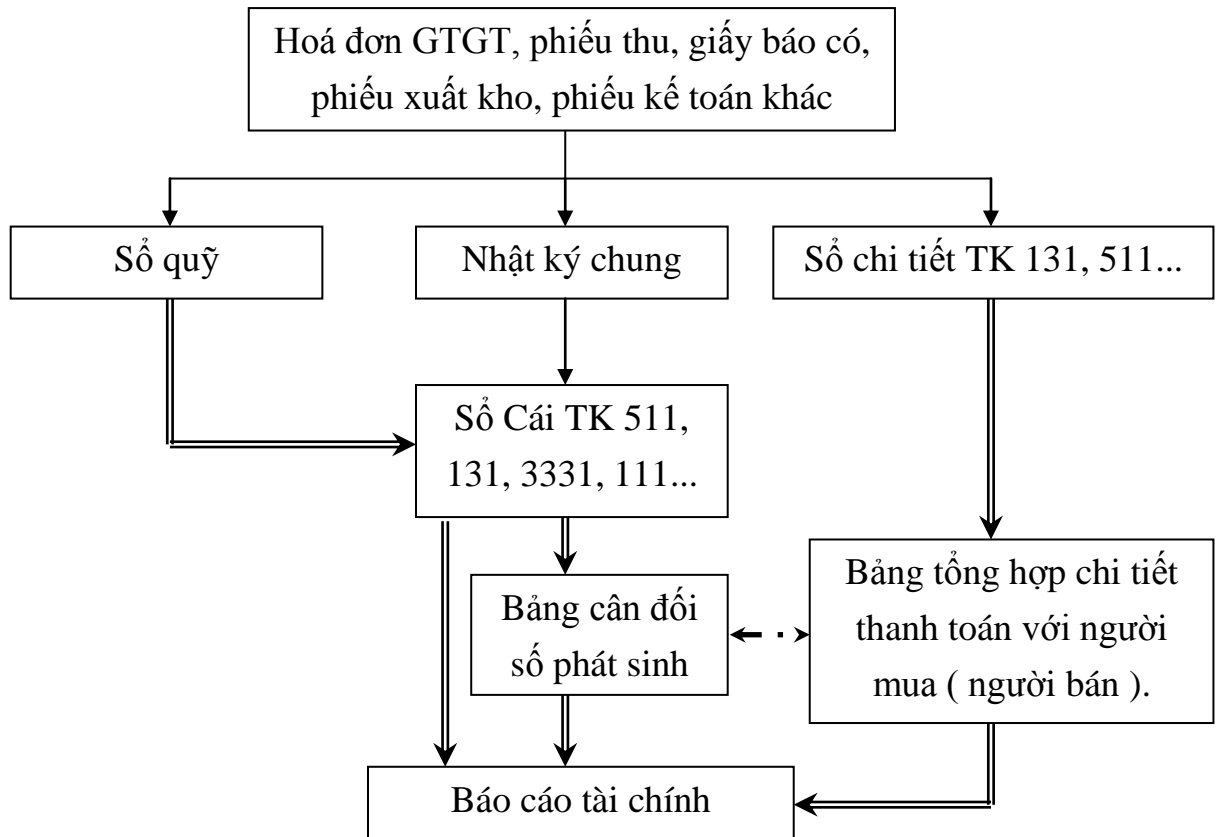 Hoá đơn GTGT, phiếu thu, giấy báo có,
phiếu xuất kho, phiếu kế toán khác
Sổ quỹ
Nhật ký chung
Sổ chi tiết TK 131, 511...
Sổ Cái TK 511,
131, 3331, 111...
Bảng cân đối
số phát sinh
Bảng tổng hợp chi tiết
thanh toán với người
mua ( người bán ).
Báo cáo tài chính